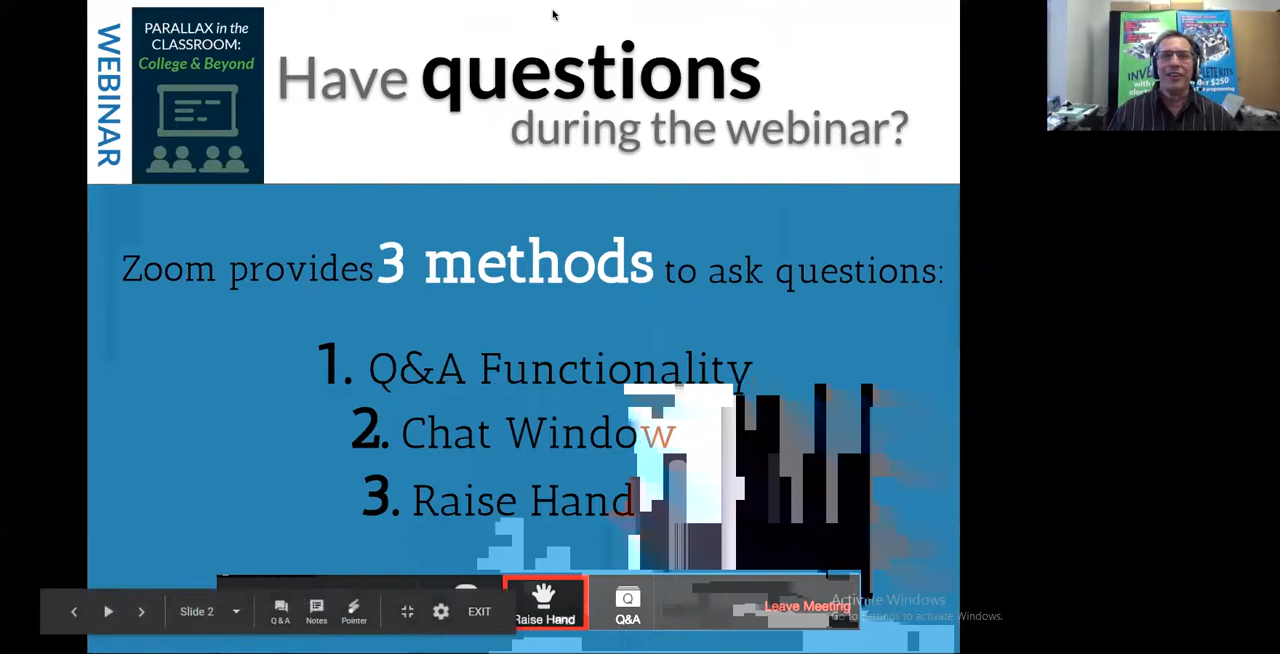 WEBINAR
PARALLAX in the
CLASSROOM:
College & Beyond
Have questions
during the webinar?
Zoom provides 3 methods to ask questions:
1. Q&A Functionality
2. Chat Window
3. Raise Hand
Slide 2
Q & A
Notes
Pointer
EXIT
Raise Hand
Q
Q&A
Leave Meeting
Activate Windows
Go to Settings to activate Windows.